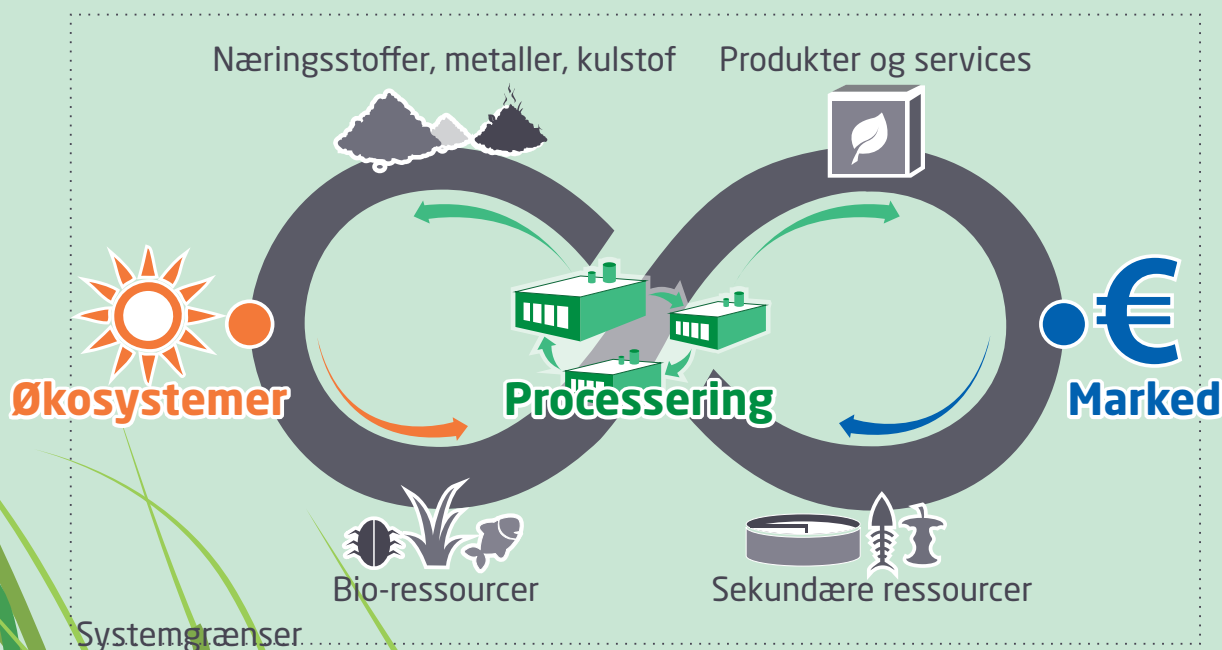 Næringsstoffer, metaller, kulstof
Produkter og services
€
Økosystemer
Processering
Marked
Bio-ressourcer
Sekundære ressourcer
Systemgrænser